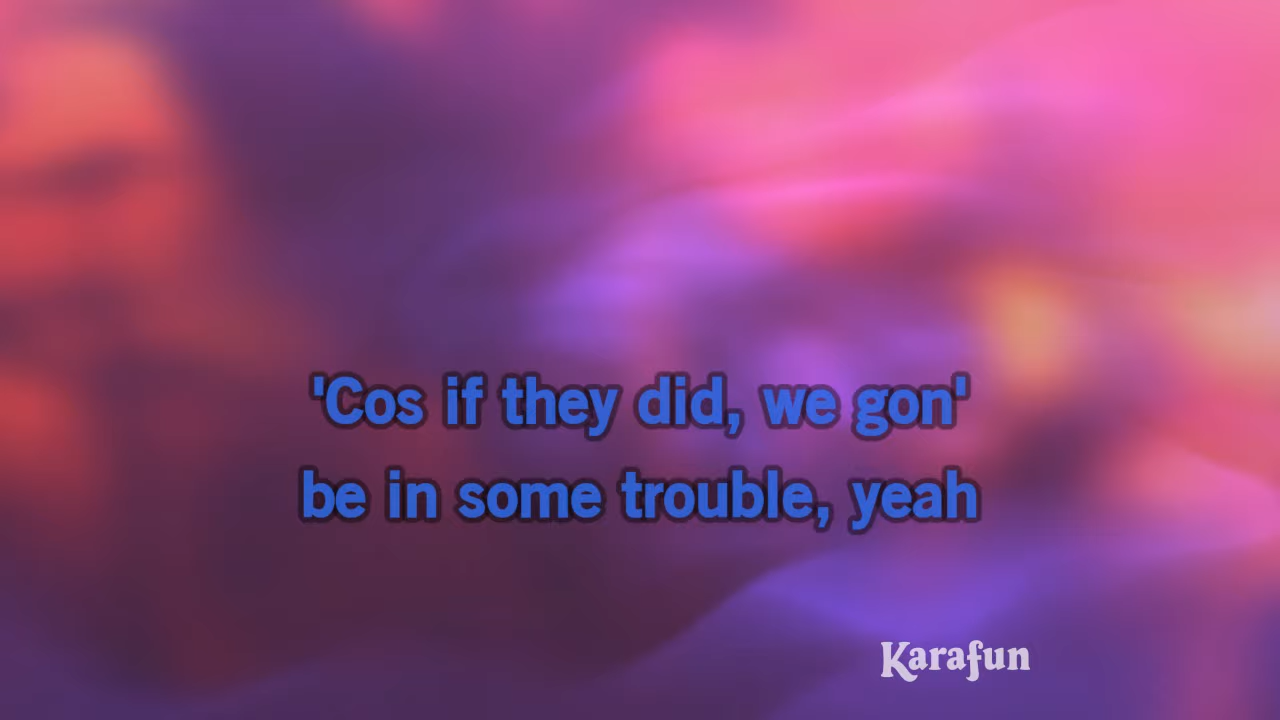 'Cos if they did, we gon'
be in some trouble, yeah
Karafun